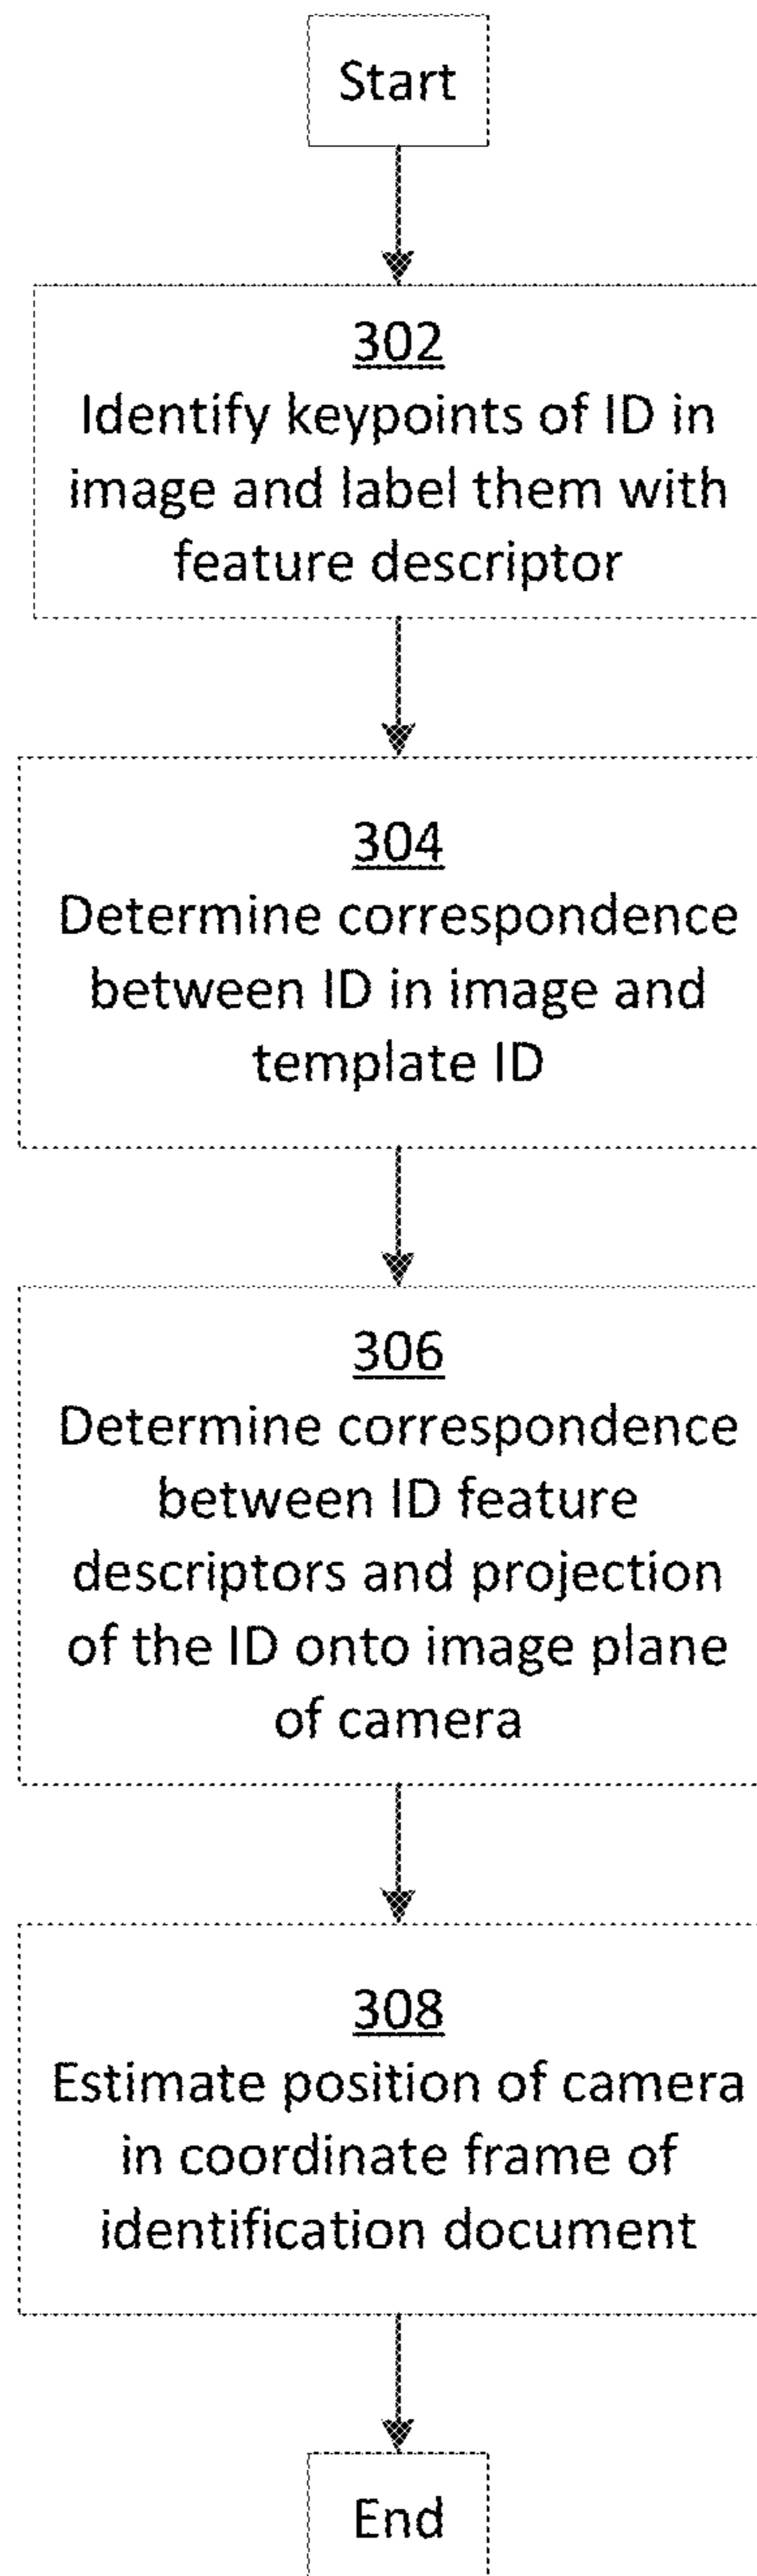 Start
302
Identify keypoints of ID in
image and label them with
feature descriptor
304
Determine correspondence
between ID in image and
template ID
306
Determine correspondence
between ID feature
descriptors and projection
of the ID onto image plane
of camera
308
Estimate position of camera
in coordinate frame of
identification document
End